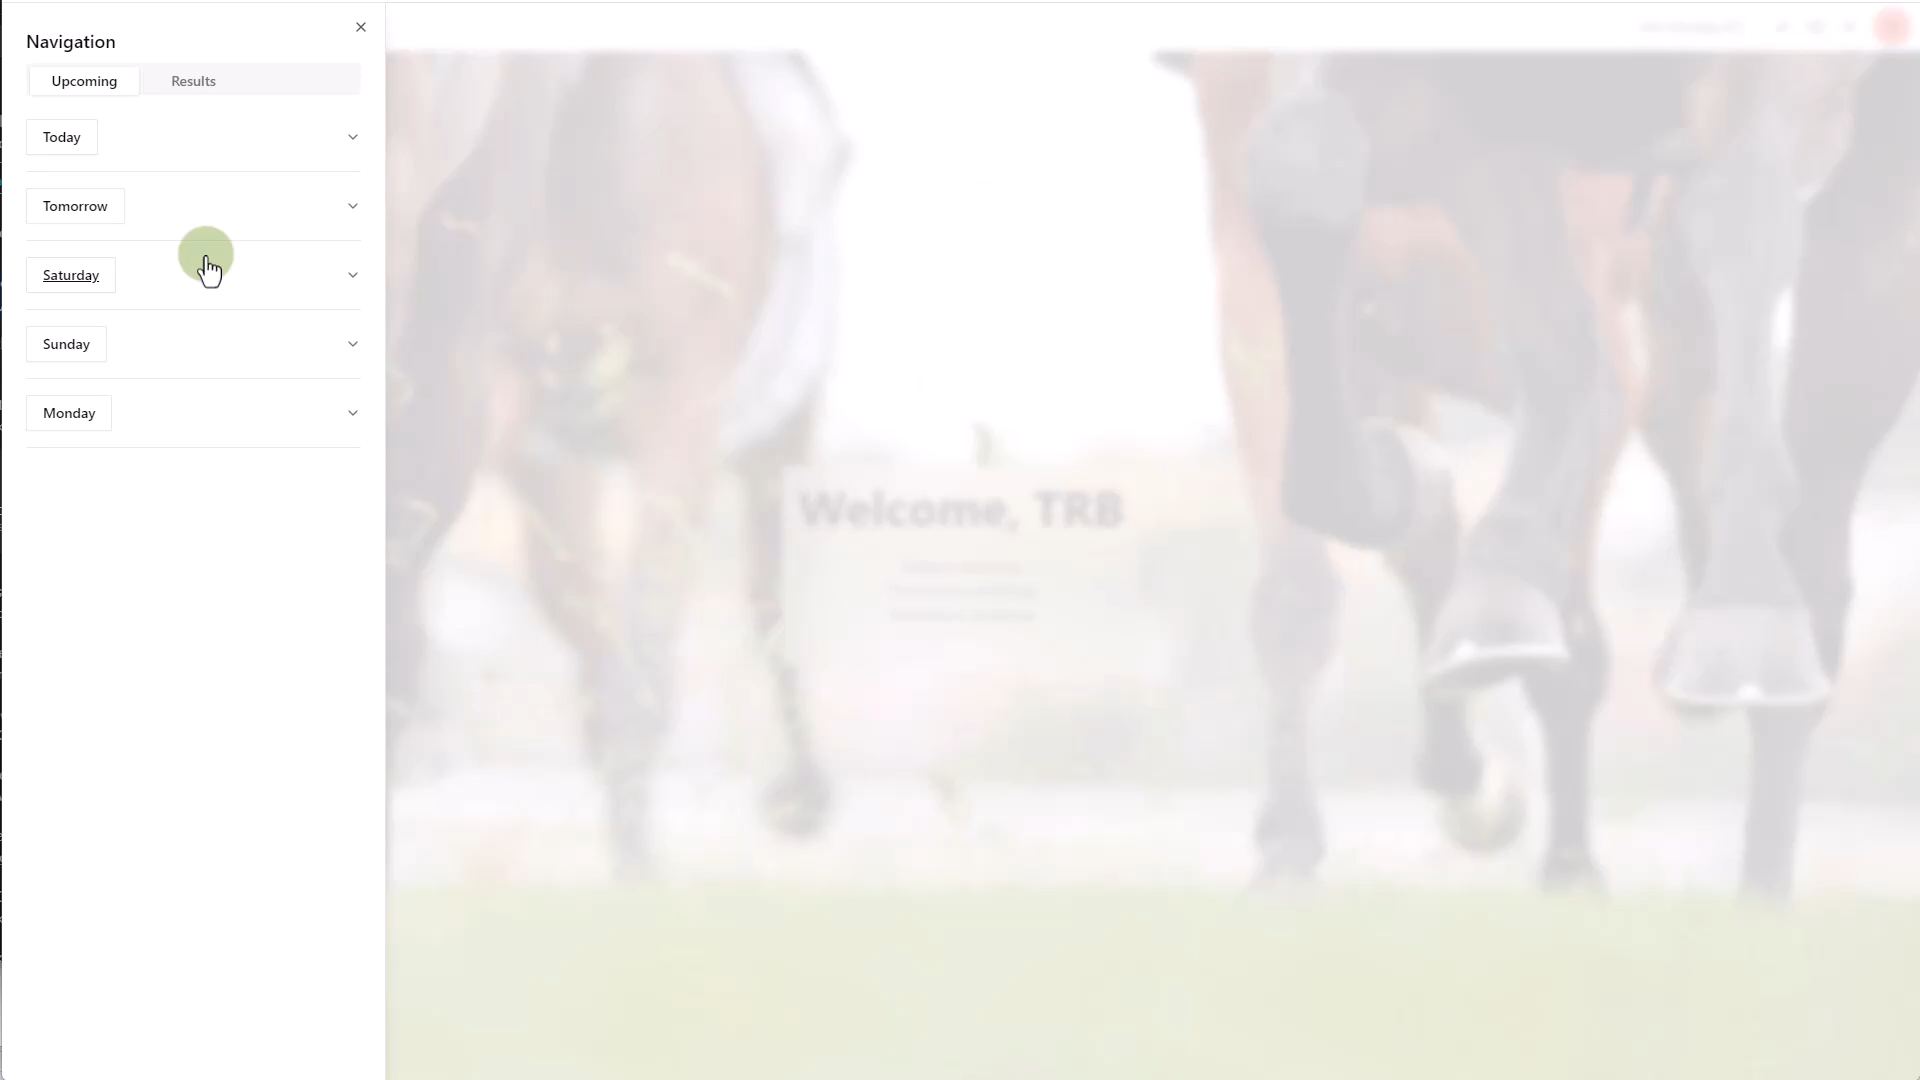 Navigation
Upcoming
Results
Today
Tomorrow
Saturday
Sunday
Monday
Welcome, TRB